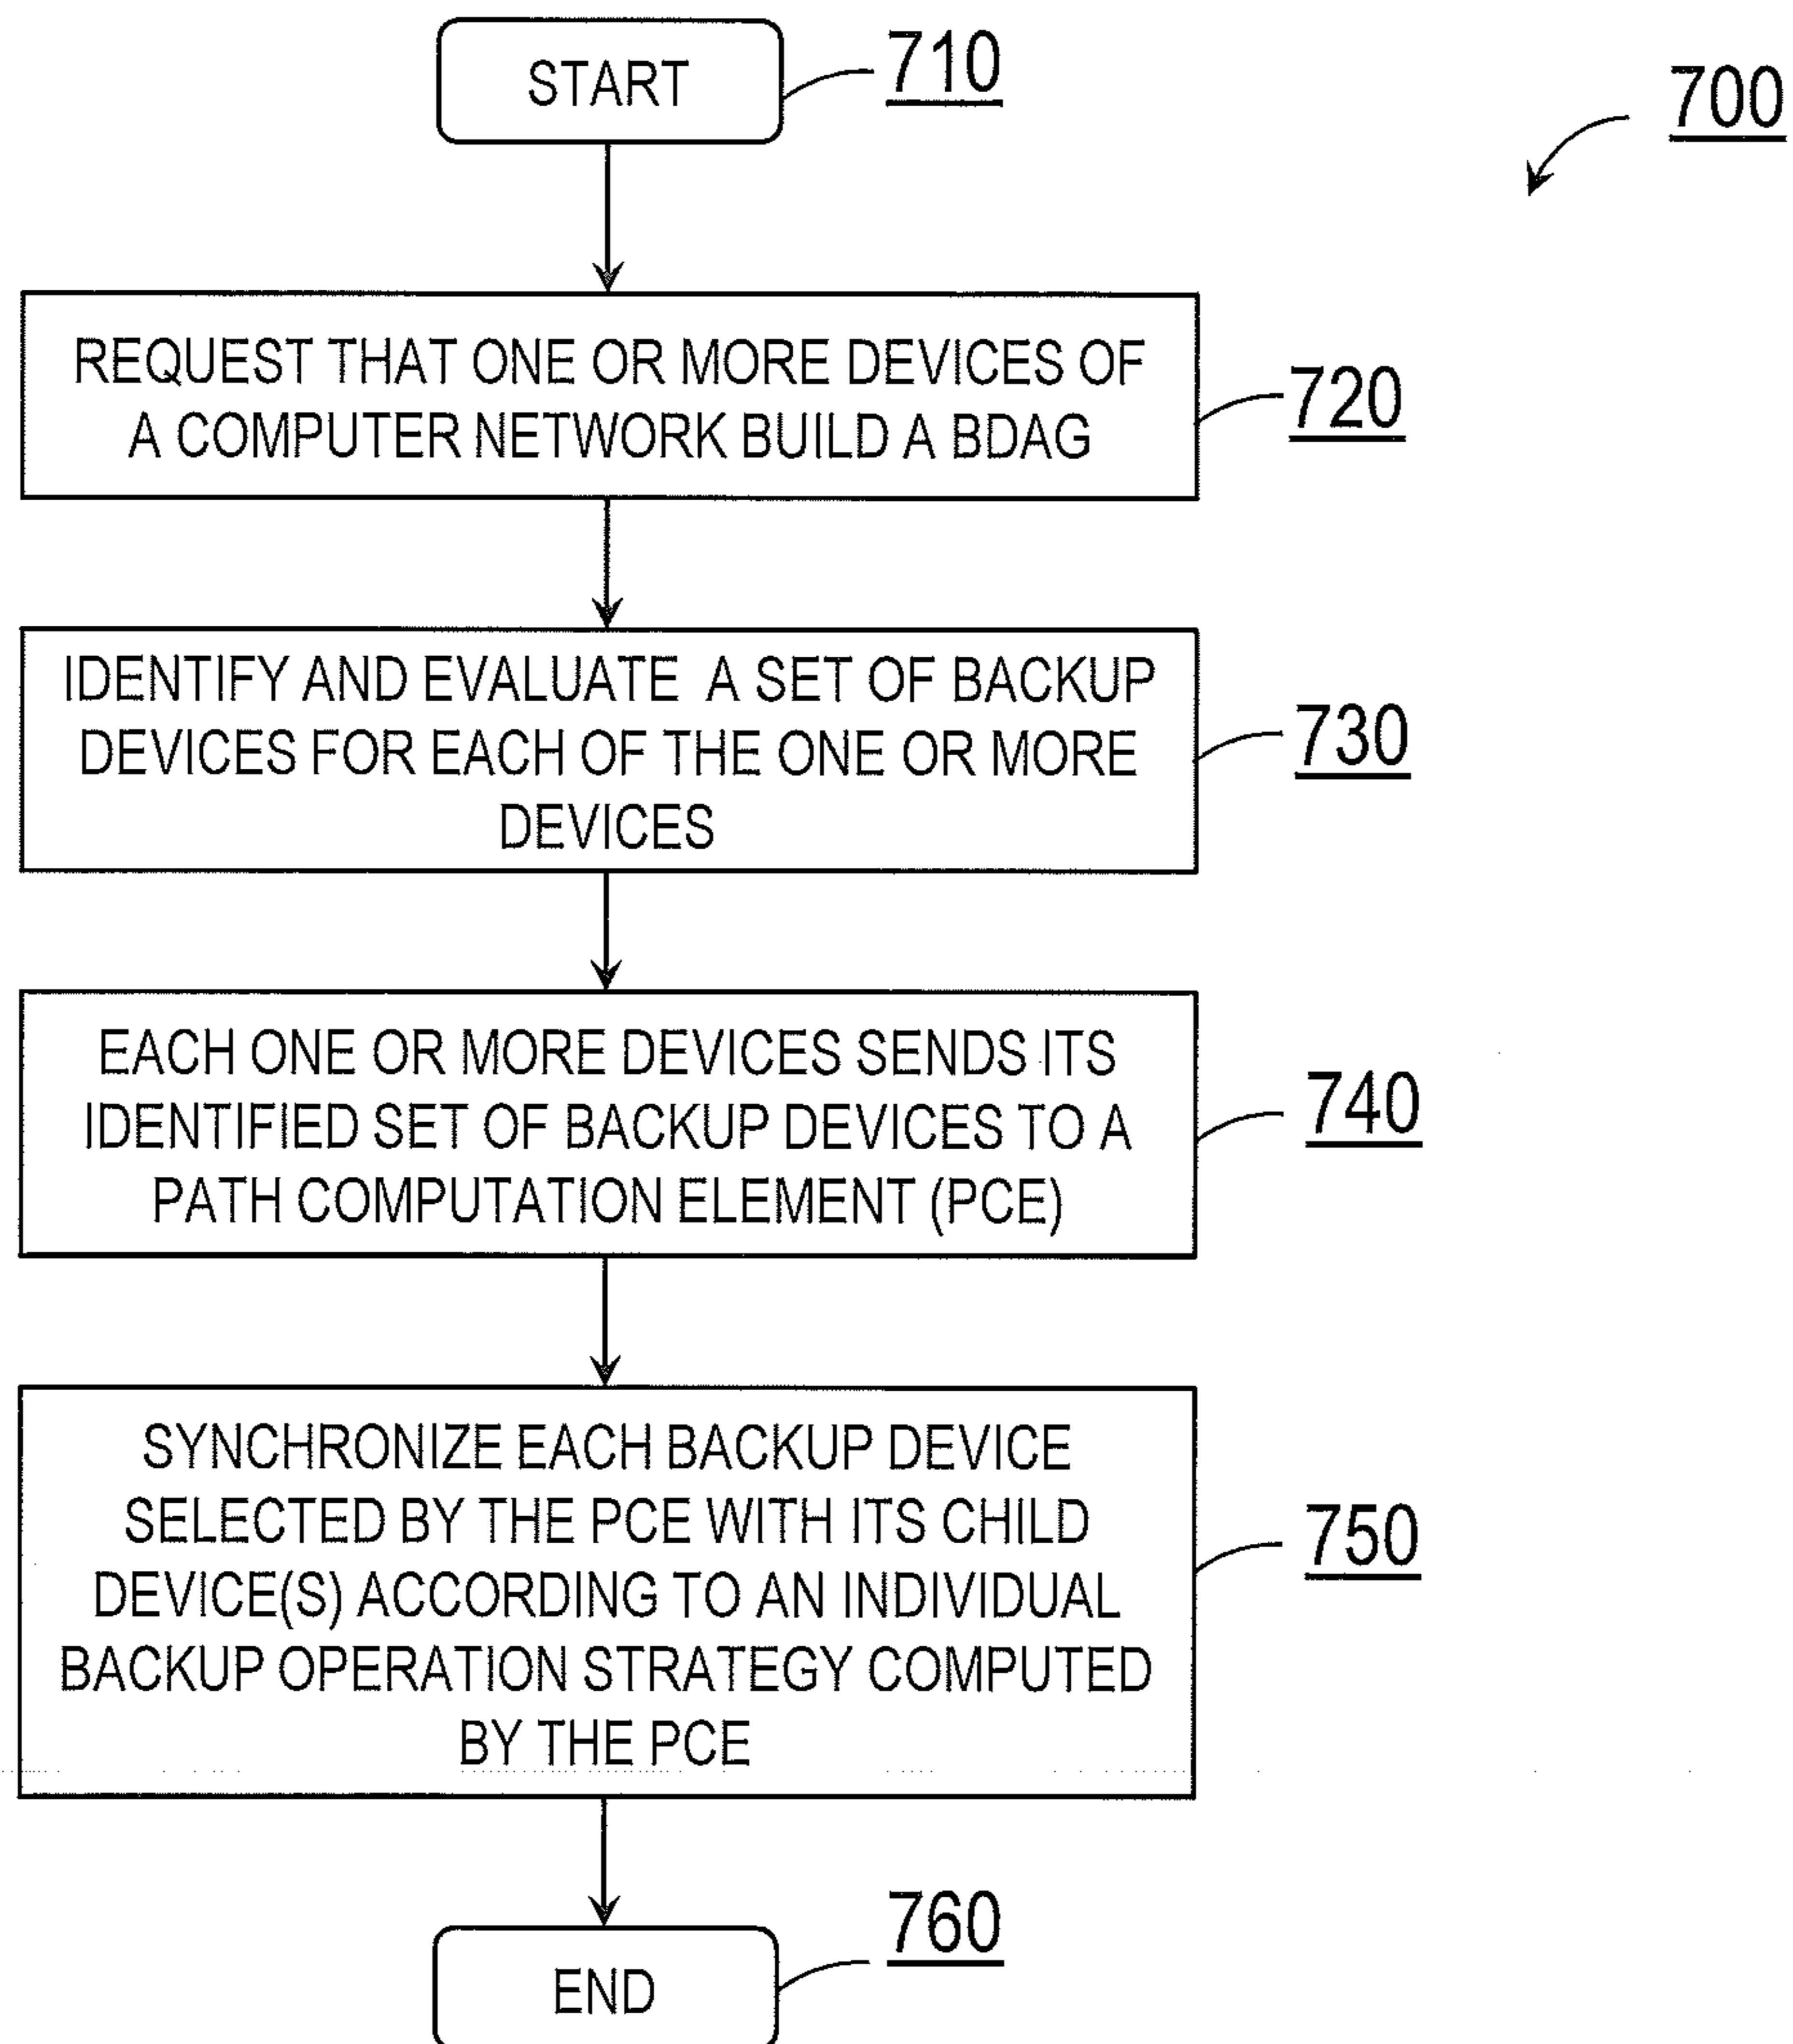 START
710
700
REQUEST THAT ONE OR MORE DEVICES OF
A COMPUTER NETWORK BUILD A BDAG
720
IDENTIFY AND EVALUATE A SET OF BACKUP
DEVICES FOR EACH OF THE ONE OR MORE
DEVICES
730
EACH ONE OR MORE DEVICES SENDS ITS
IDENTIFIED SET OF BACKUP DEVICES TO A
PATH COMPUTATION ELEMENT (PCE)
740
SYNCHRONIZE EACH BACKUP DEVICE
SELECTED BY THE PCE WITH ITS CHILD
DEVICE(S) ACCORDING TO AN INDIVIDUAL
BACKUP OPERATION STRATEGY COMPUTED
BY THE PCE
750
END
760